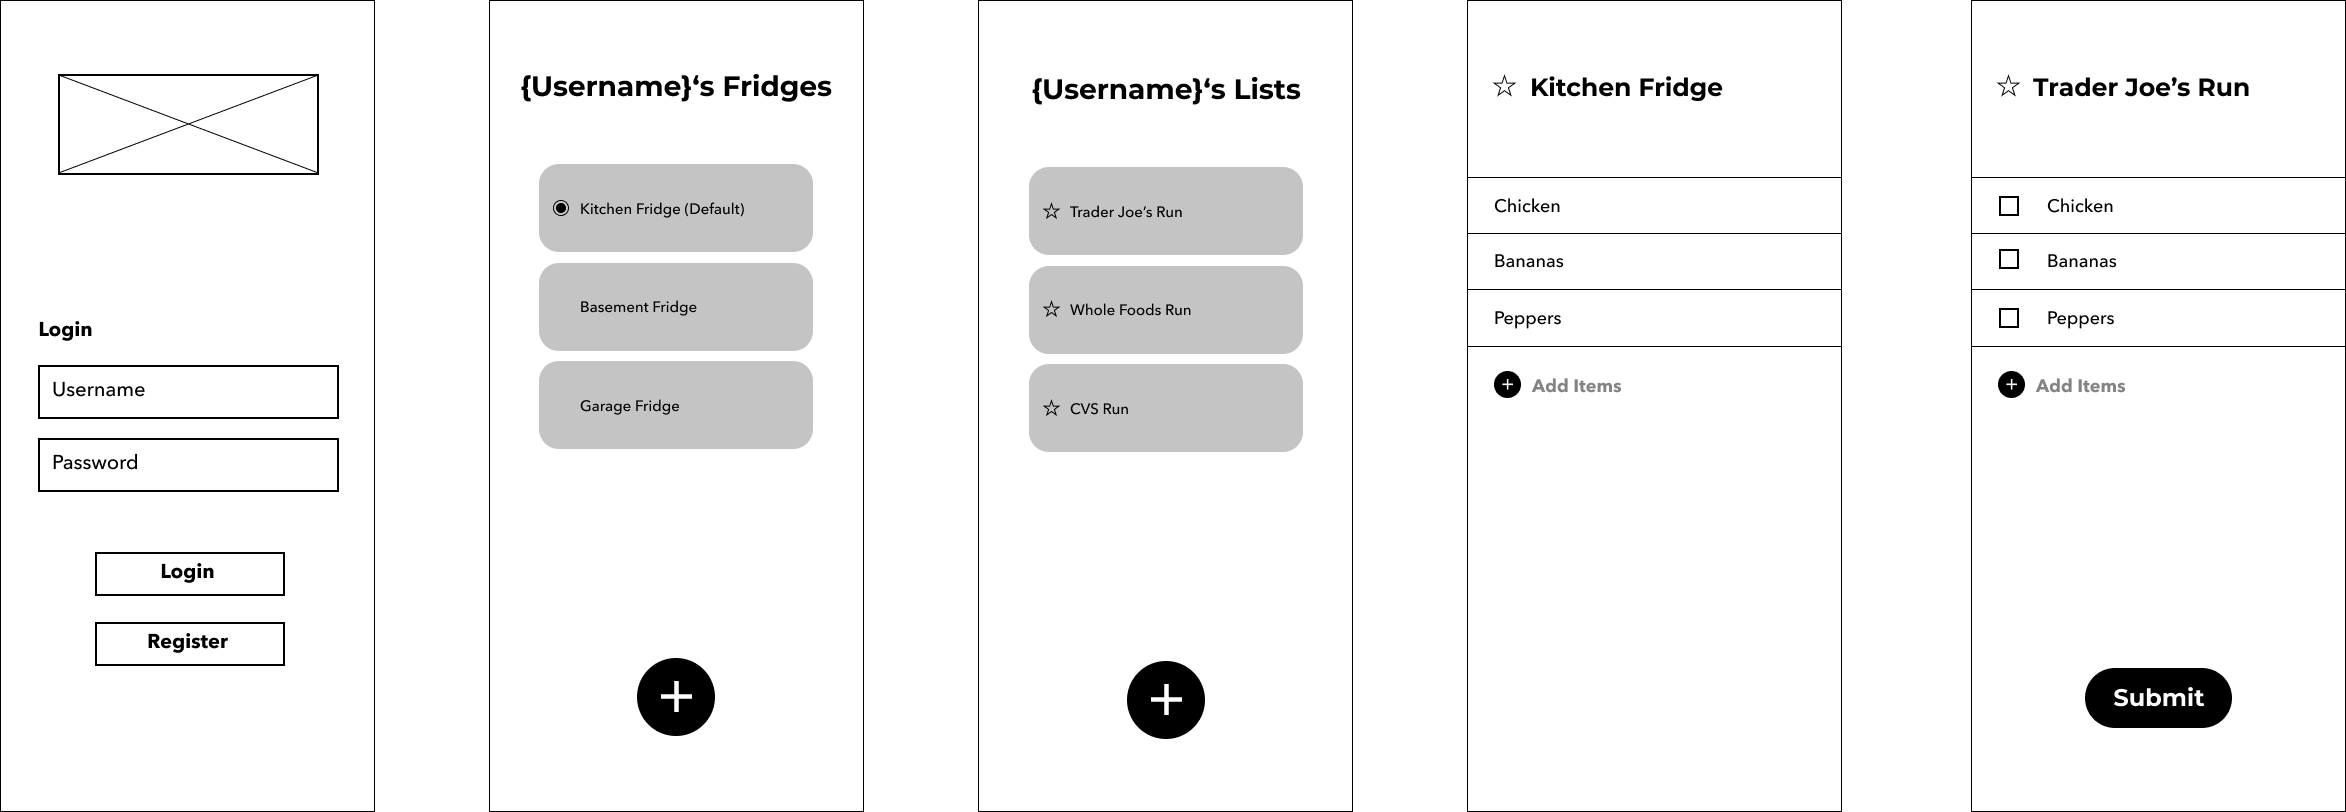 Login
Username
Password
Login
Register
{Username}‘s Fridges
Kitchen Fridge (Default)
Basement Fridge
Garage Fridge
{Username}‘s Lists
Trader Joe’s Run
Whole Foods Run
CVS Run
Kitchen Fridge
Chicken
Bananas
Peppers
Add Items
Trader Joe’s Run
Chicken
Bananas
Peppers
Add Items
Submit